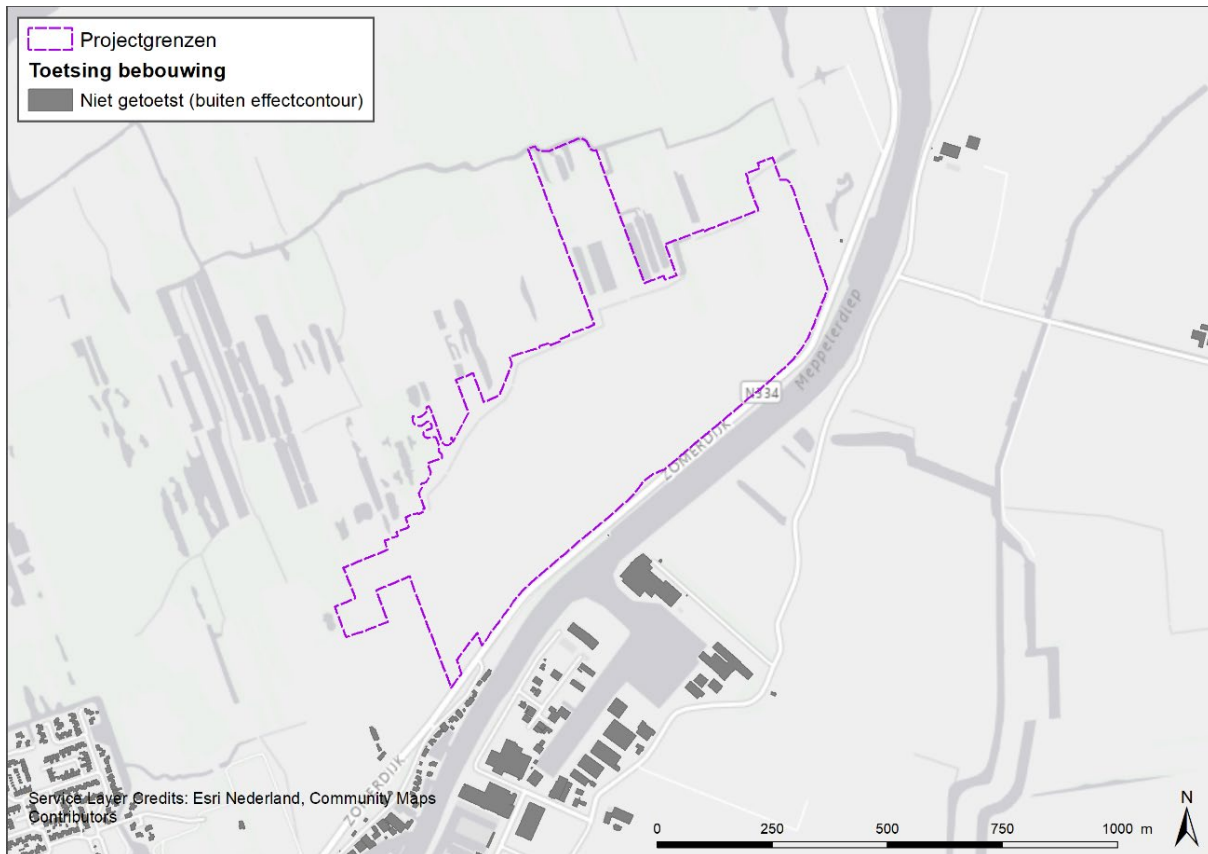 Projectgrenzen
Toetsing bebouwing
Niet getoetst (buiten effectcontour)
Meppelerdiep
N334
ZOMERDIJK
ZOMERDIJK
Service Layer Credits: Esri Nederland, Community Maps
Contributors
N
0 250 500 750 1000 m